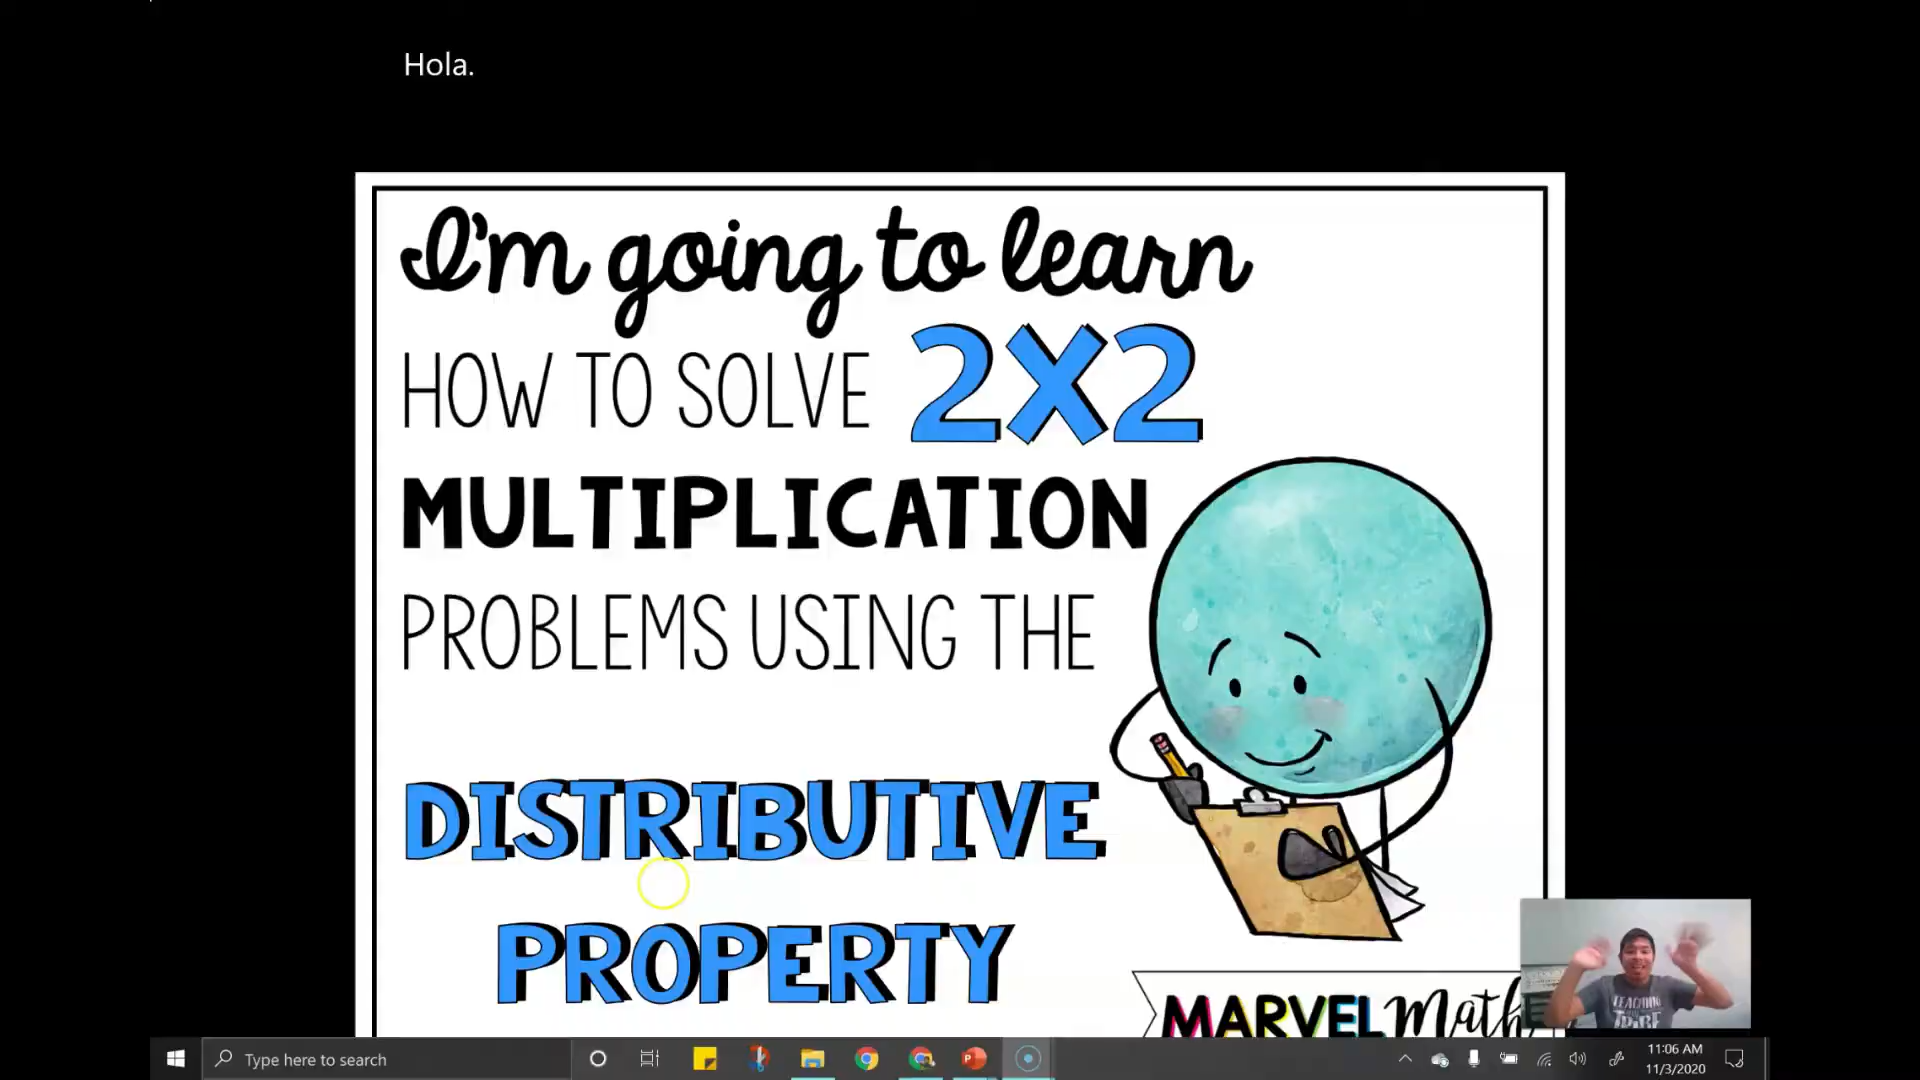 Hola.
I'm going to learn
HOW TO SOLVE 2X2
MULTIPLICATION
PROBLEMS USING THE
DISTRIBUTIVE
PROPERTY
MARVEL Math
TRIBE
Type here to search
11:06 AM
11/3/2020